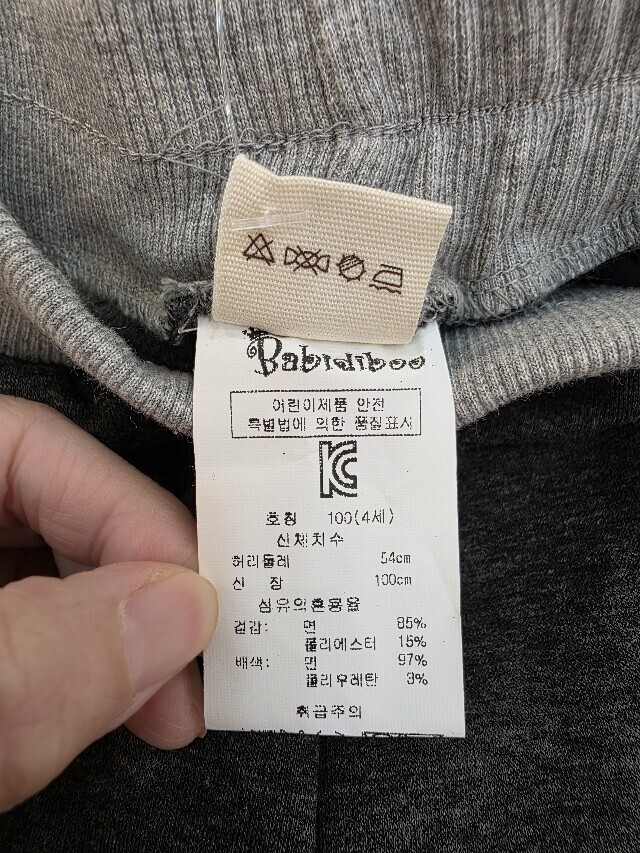 Babidiboo
어린이제품 안전
특별법에 의한 품질표시
호칭 100(4세)
신체치수
허리둘레 54cm
신 장 100cm
섬유의혼용율
겉감: 면 85%
폴리에스터 15%
배색: 면 97%
폴리우레탄 3%
취급주의